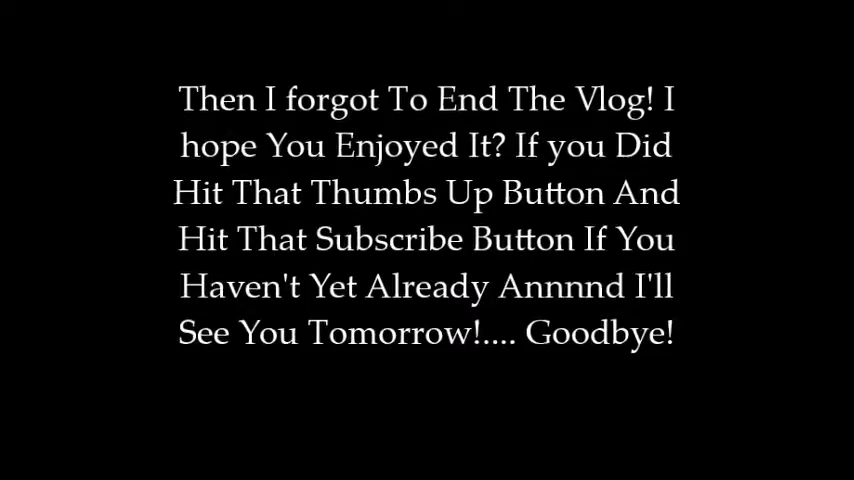 Then I forgot To End The Vlog! I
hope You Enjoyed It? If you Did
Hit That Thumbs Up Button And
Hit That Subscribe Button If You
Haven't Yet Already Annnnd I'll
See You Tomorrow!.... Goodbye!